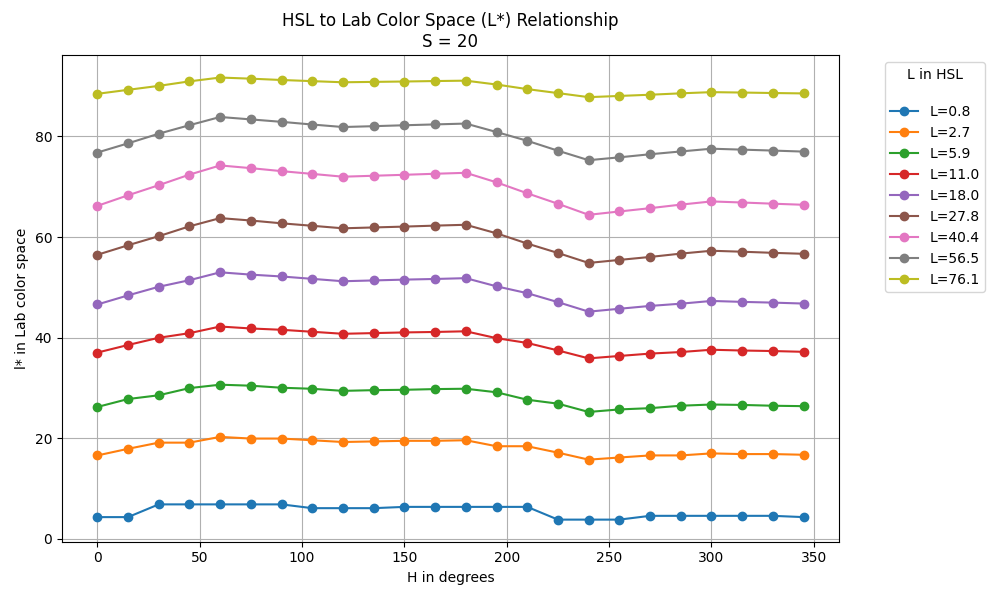 HSL to Lab Color Space (L*) Relationship
S = 20
L in HSL
L=0.8
L=2.7
L=5.9
L=11.0
L=18.0
L=27.8
L=40.4
L=56.5
L=76.1
l* in Lab color space
80
60
40
20
0
0 50 100 150 200 250 300 350
H in degrees